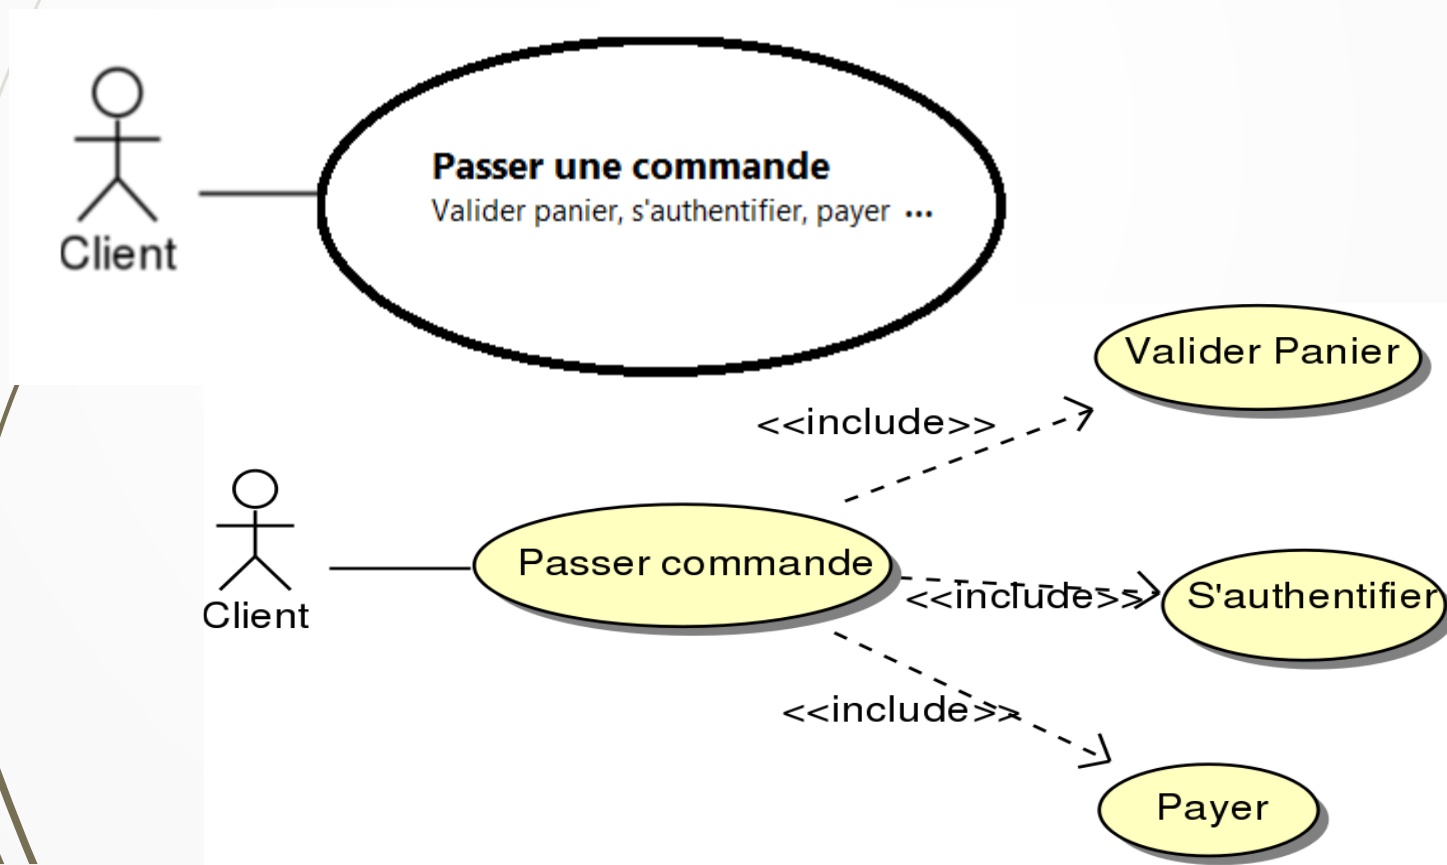 Passer une commande
Valider panier, s'authentifier, payer ...
Client
Valider Panier
<<include>>
Passer commande
<<include>>
S'authentifier
Client
<<include>>
Payer